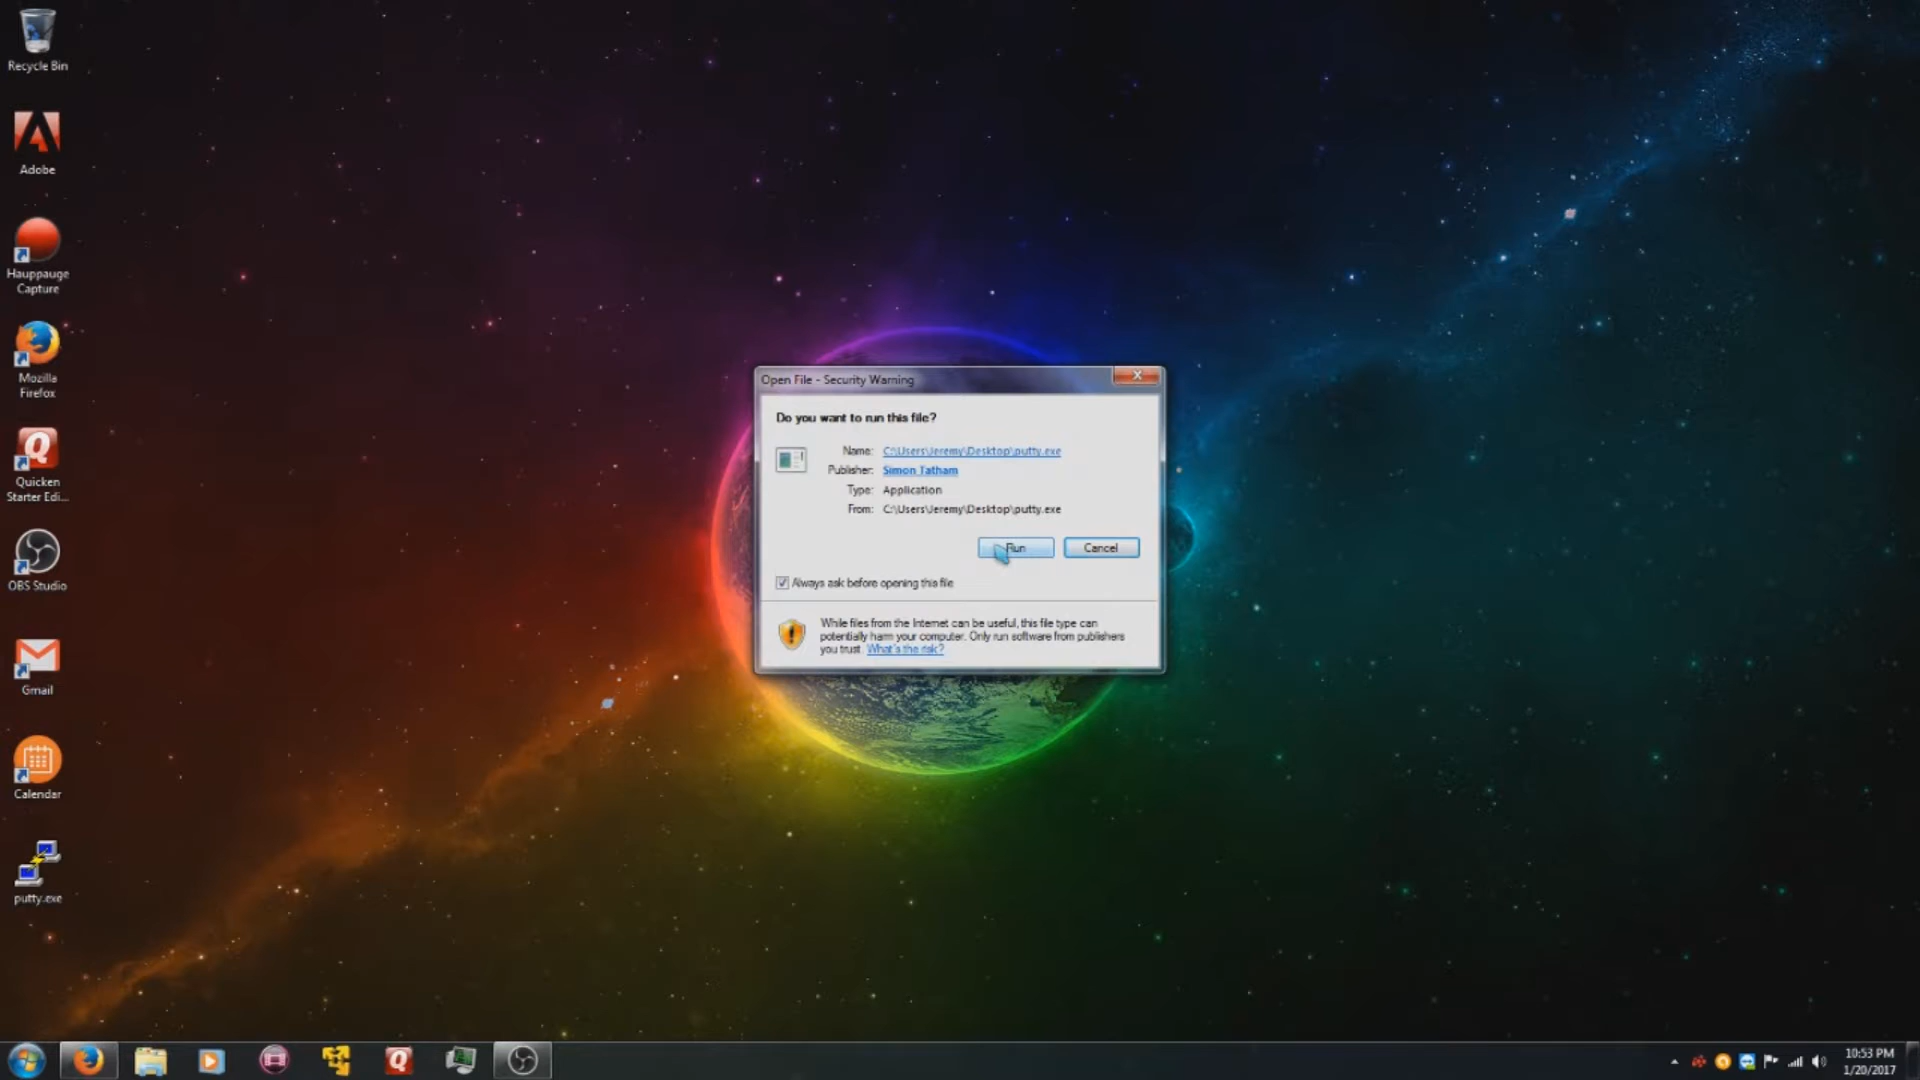 Recycle Bin
Adobe
Hauppauge
Capture
Mozilla
Firefox
Quicken
Starter Edi...
OBS Studio
Gmail
Calendar
putty.exe
Open File - Security Warning
Do you want to run this file?
Name: C:\Users\Jeremy\Desktop\putty.exe
Publisher: Simon Tatham
Type: Application
From: C:\Users\Jeremy\Desktop\putty.exe
Run Cancel
Always ask before opening this file
While files from the Internet can be useful, this file type can
potentially harm your computer. Only run software from publishers
you trust. What's the risk?
10:53 PM
1/20/2017